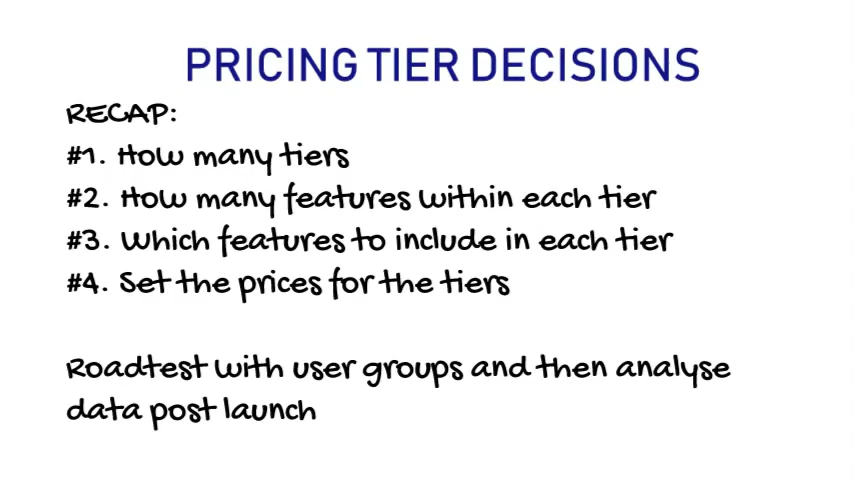 PRICING TIER DECISIONS
RECAP:
#1. How many tiers
#2. How many features within each tier
#3. Which features to include in each tier
#4. Set the prices for the tiers
Roadtest with user groups and then analyse
data post launch